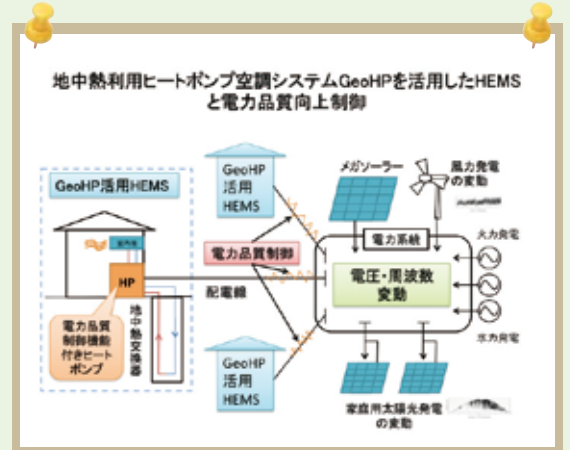 地中熱利用ヒートポンプ空調システムGeoHPを活用したHEMS
と電力品質向上制御
GeoHP活用HEMS
室内機
HP
電力品質
制御機能
付きヒート
ポンプ
地中熱交換器
GeoHP
活用
HEMS
電力品質制御
配電線
GeoHP
活用
HEMS
メガソーラー
風力発電
の変動
電力系統
電圧・周波数
変動
火力発電
水力発電
家庭用太陽光発電
の変動